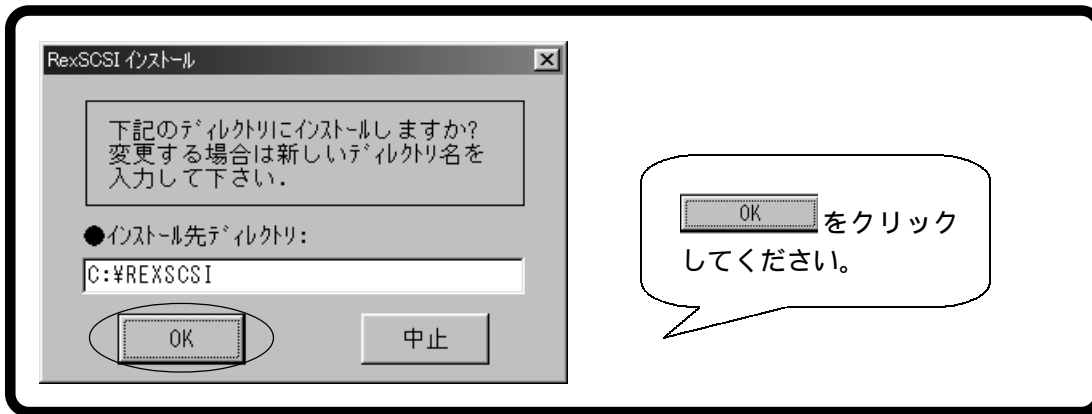 RexSCSI ｲﾝｽﾄｰﾙ
下記のﾃﾞｨﾚｸﾄﾘにｲﾝｽﾄｰﾙしますか?
変更する場合は新しいﾃﾞｨﾚｸﾄﾘ名を
入力して下さい.
●ｲﾝｽﾄｰﾙ先ﾃﾞｨﾚｸﾄﾘ:
C:¥REXSCSI
OK 中止
OK をクリック
してください。